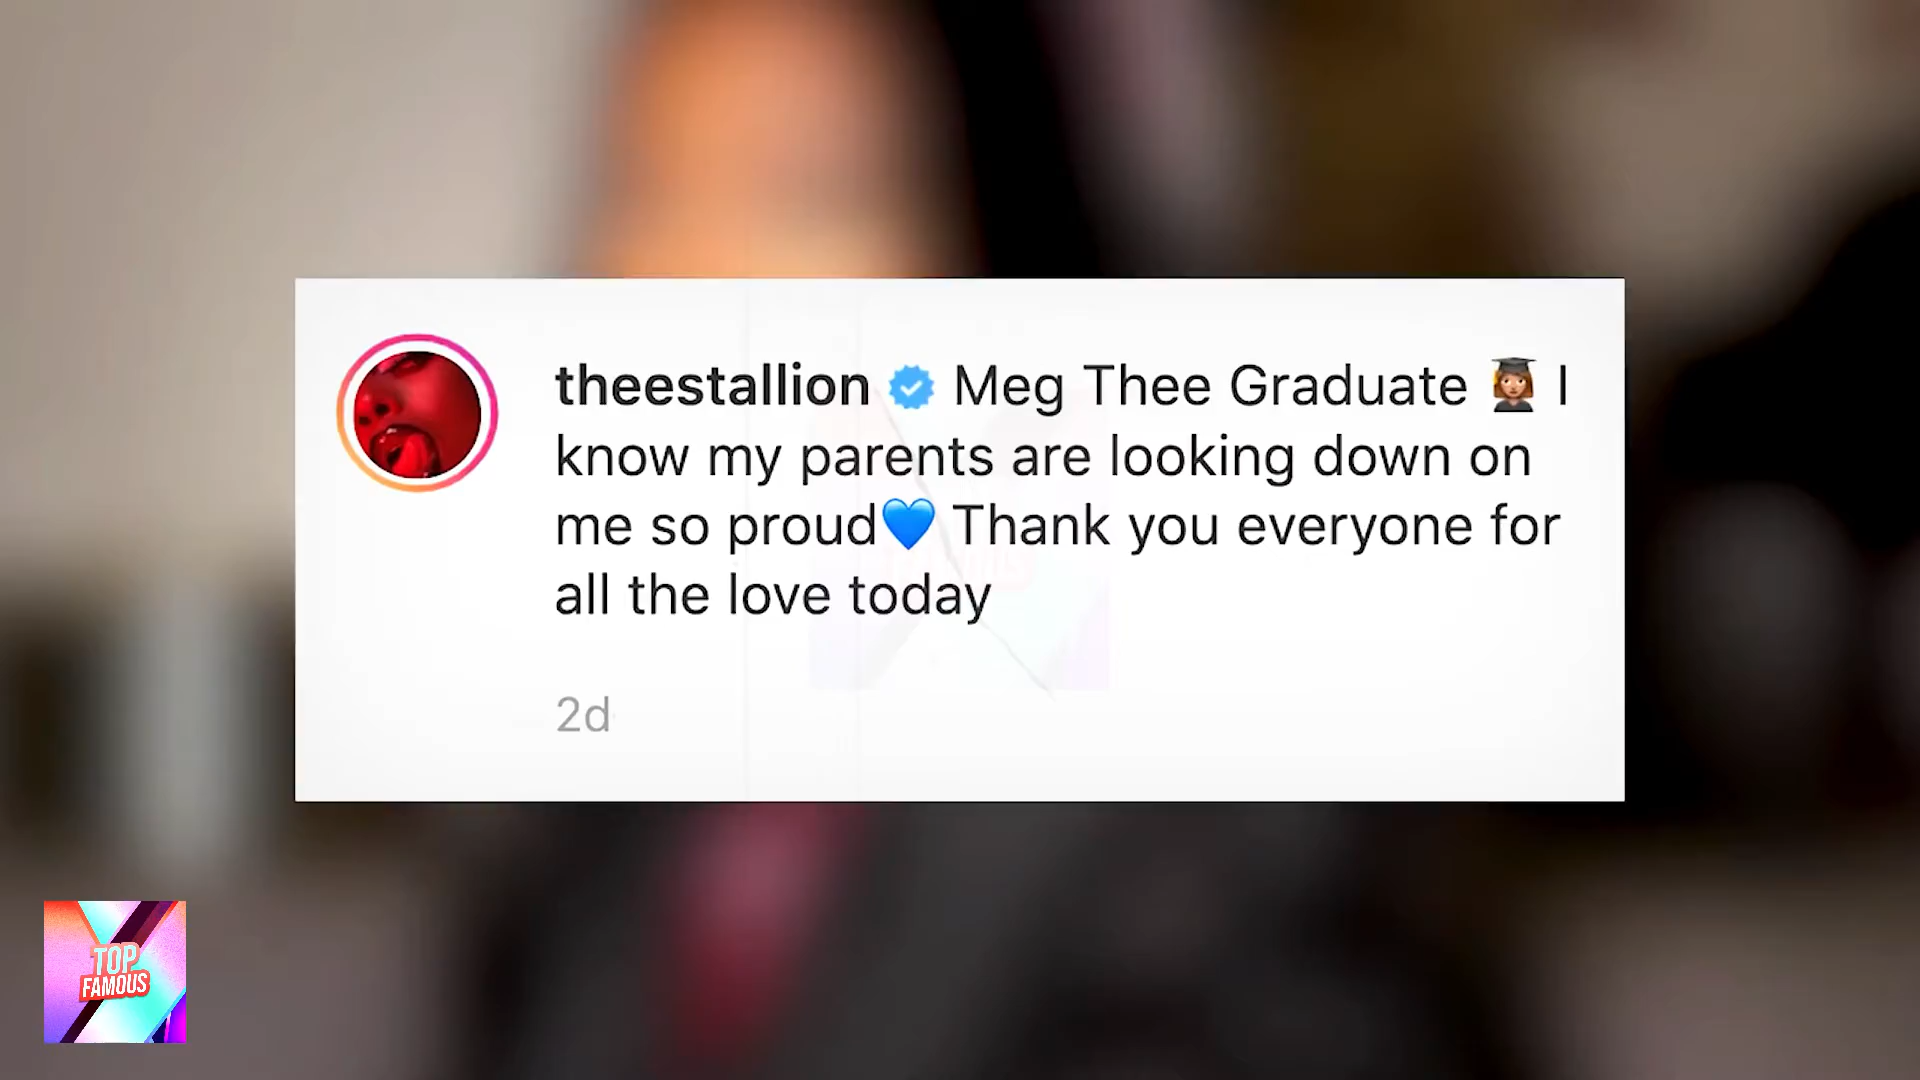 theestallion Meg Thee Graduate 👩🏽‍🎓 I
know my parents are looking down on
me so proud💙 Thank you everyone for
all the love today
2d
TOP
FAMOUS